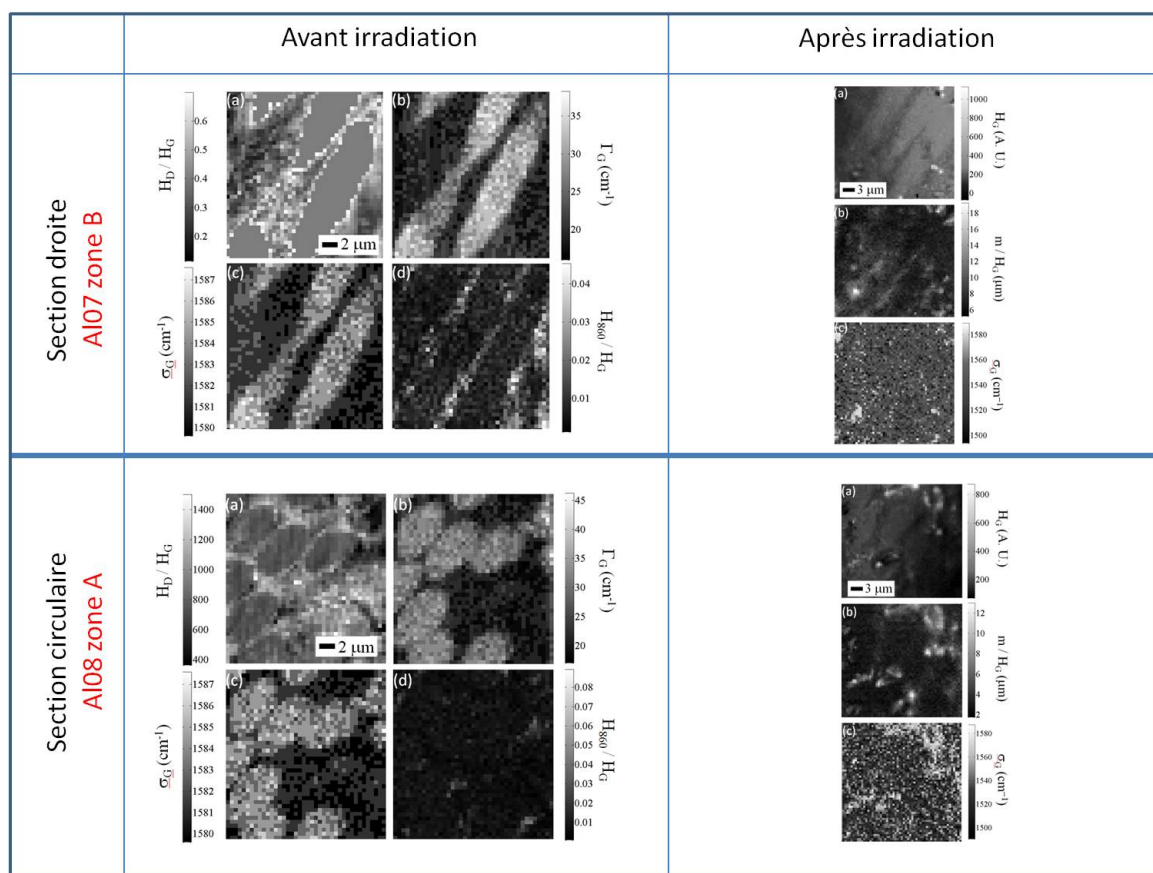 Avant irradiation
Après irradiation
Section droite
Al07 zone B
H_D / H_G
0.6
0.5
0.4
0.3
0.2
(a)
2 µm
(b)
35
30
25
20
Γ_G (cm⁻¹)
σ_G (cm⁻¹)
1587
1586
1585
1584
1583
1582
1581
1580
(c)
(d)
0.04
0.03
0.02
0.01
H₈₆₀ / H_G
(a)
3 µm
1000
800
600
400
200
0
H_G (A. U.)
(b)
18
16
14
12
10
8
6
m / H_G (µm)
(c)
1580
1560
1540
1520
1500
σ_G (cm⁻¹)
Section circulaire
Al08 zone A
H_D / H_G
1400
1200
1000
800
600
400
(a)
2 µm
(b)
45
40
35
30
25
20
Γ_G (cm⁻¹)
σ_G (cm⁻¹)
1587
1586
1585
1584
1583
1582
1581
1580
(c)
(d)
0.08
0.07
0.06
0.05
0.04
0.03
0.02
0.01
H₈₆₀ / H_G
(a)
3 µm
800
600
400
200
H_G (A. U.)
(b)
12
10
8
6
4
2
m / H_G (µm)
(c)
1580
1560
1540
1520
1500
σ_G (cm⁻¹)